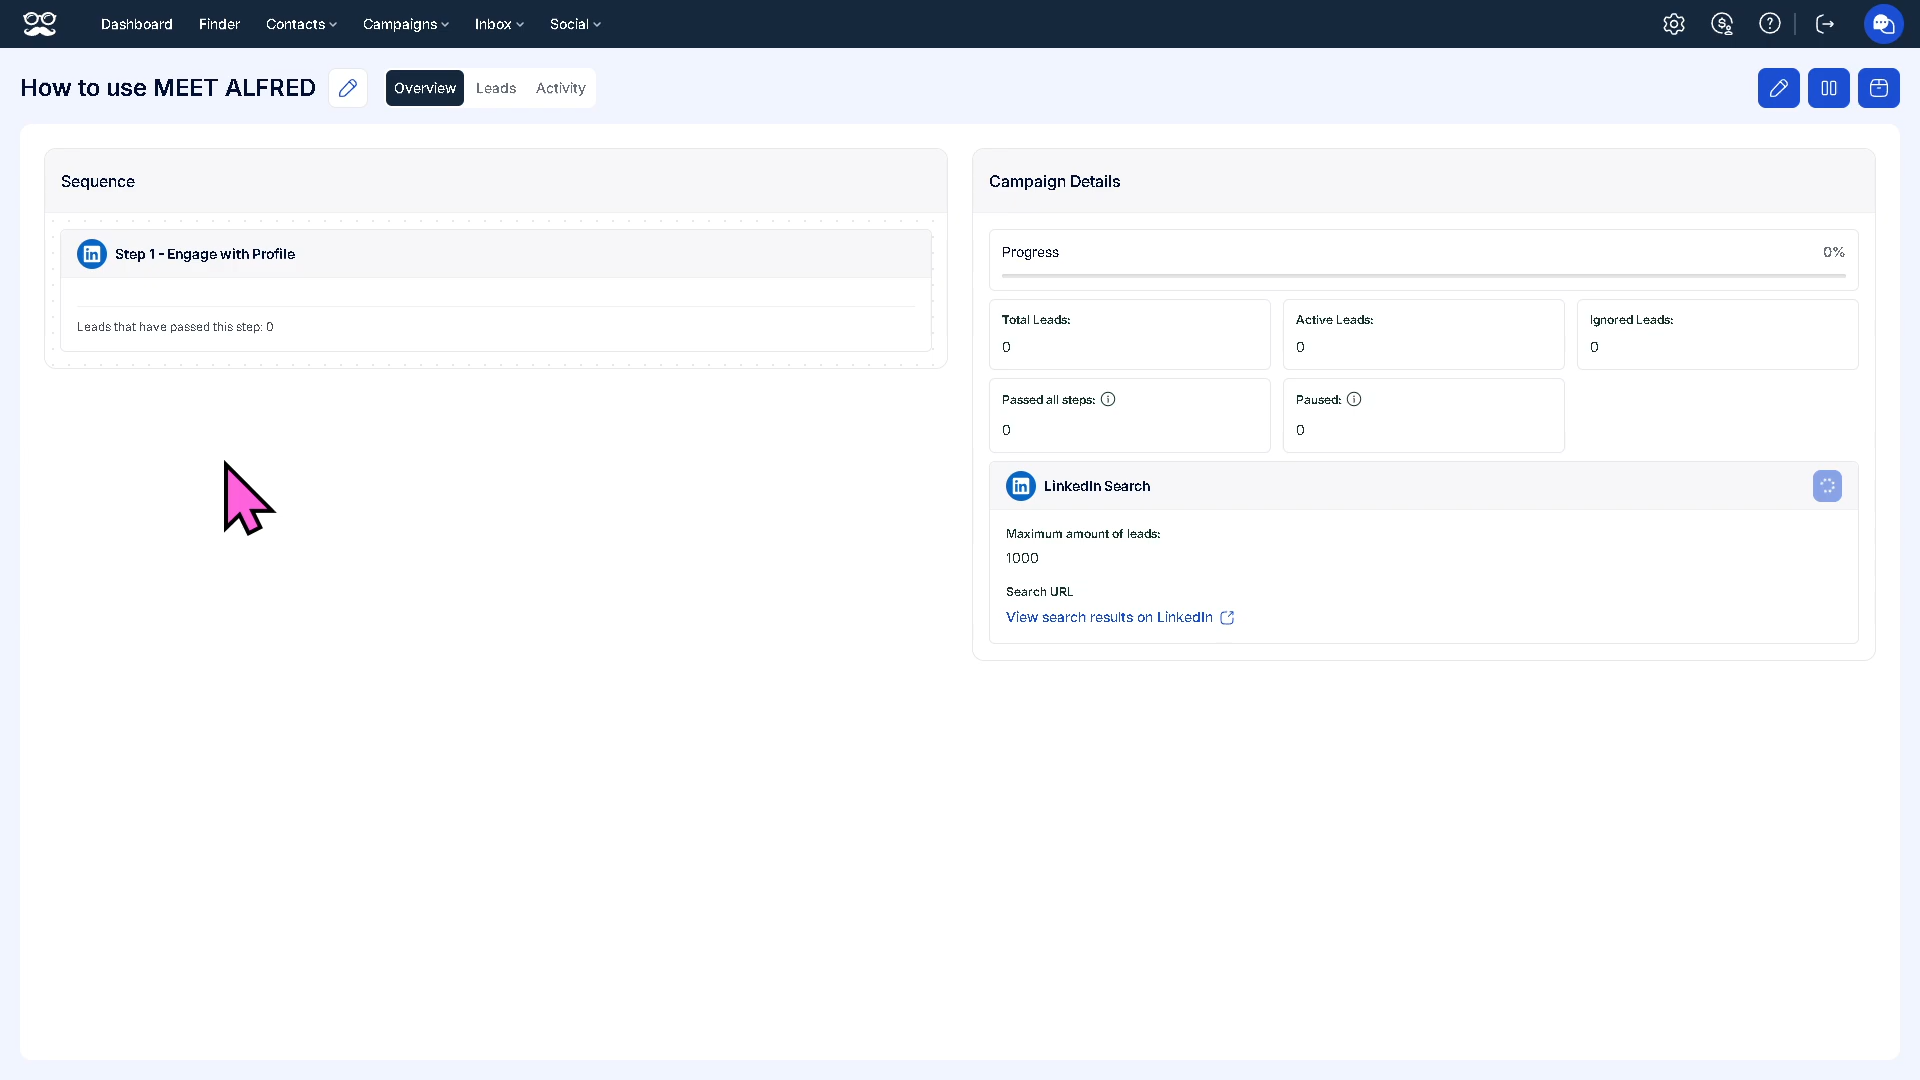 Dashboard
Finder
Contacts
Campaigns
Inbox
Social
How to use MEET ALFRED
Overview
Leads
Activity
Sequence
Step 1 - Engage with Profile
Leads that have passed this step: 0
Campaign Details
Progress
0%
Total Leads:
0
Active Leads:
0
Ignored Leads:
0
Passed all steps:
0
Paused:
0
LinkedIn Search
Maximum amount of leads:
1000
Search URL
View search results on LinkedIn